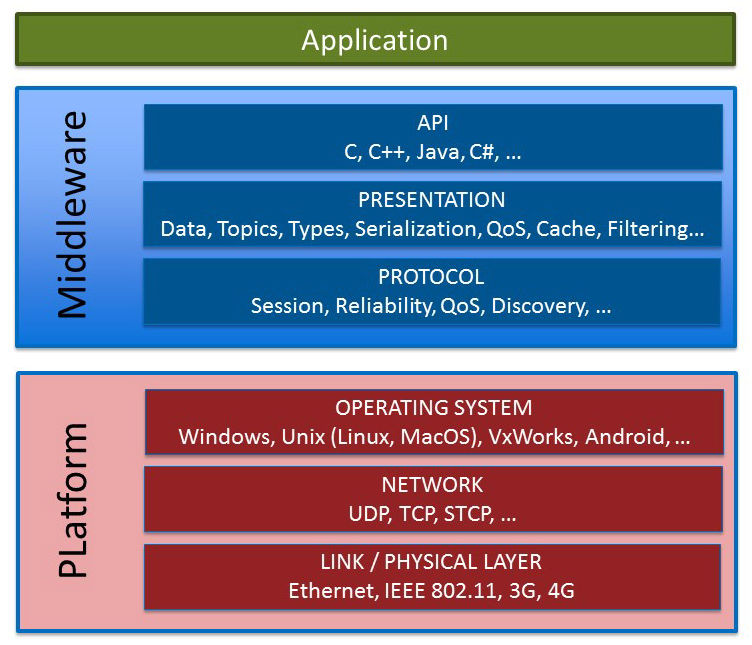 Application
Middleware
API
C, C++, Java, C#, ...
PRESENTATION
Data, Topics, Types, Serialization, QoS, Cache, Filtering...
PROTOCOL
Session, Reliability, QoS, Discovery, ...
PLatform
OPERATING SYSTEM
Windows, Unix (Linux, MacOS), VxWorks, Android, ...
NETWORK
UDP, TCP, STCP, ...
LINK / PHYSICAL LAYER
Ethernet, IEEE 802.11, 3G, 4G